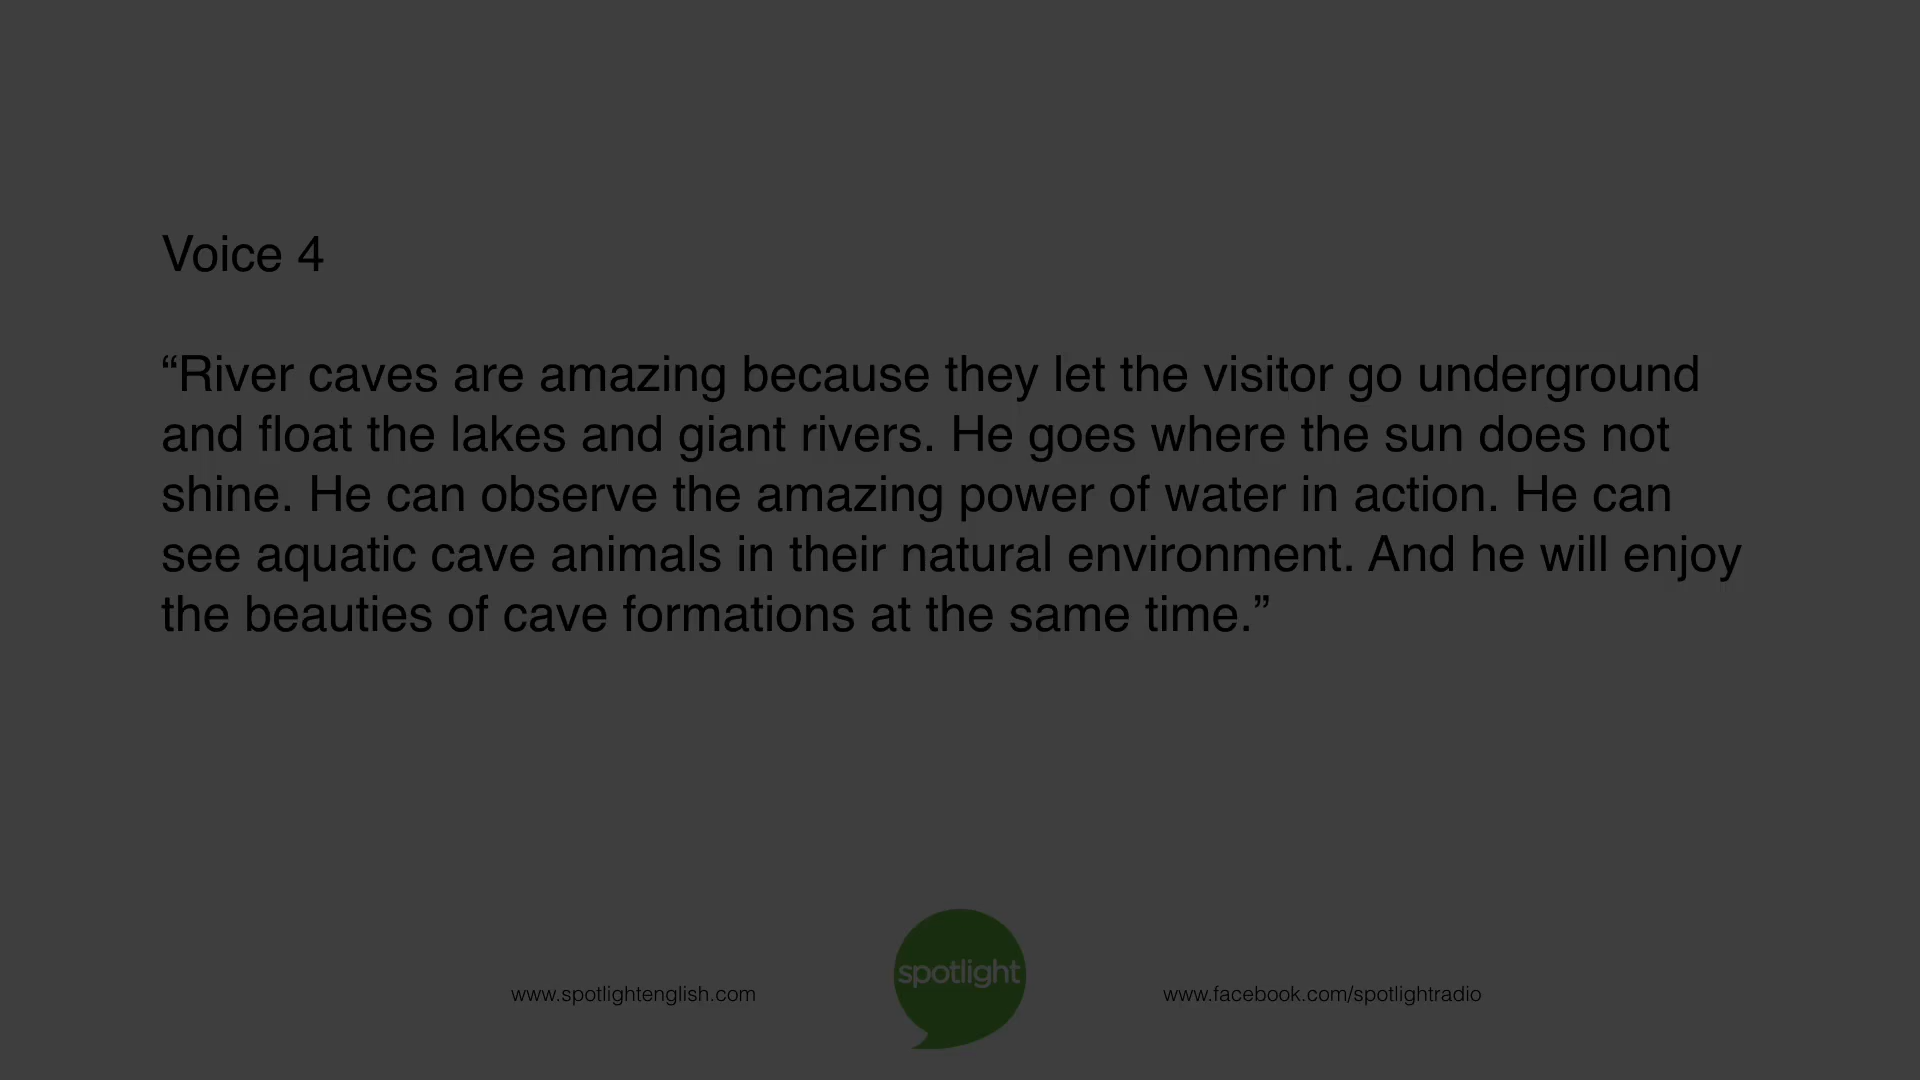 Voice 4
“River caves are amazing because they let the visitor go underground
and float the lakes and giant rivers. He goes where the sun does not
shine. He can observe the amazing power of water in action. He can
see aquatic cave animals in their natural environment. And he will enjoy
the beauties of cave formations at the same time.”
spotlight
www.spotlightenglish.com
www.facebook.com/spotlightradio